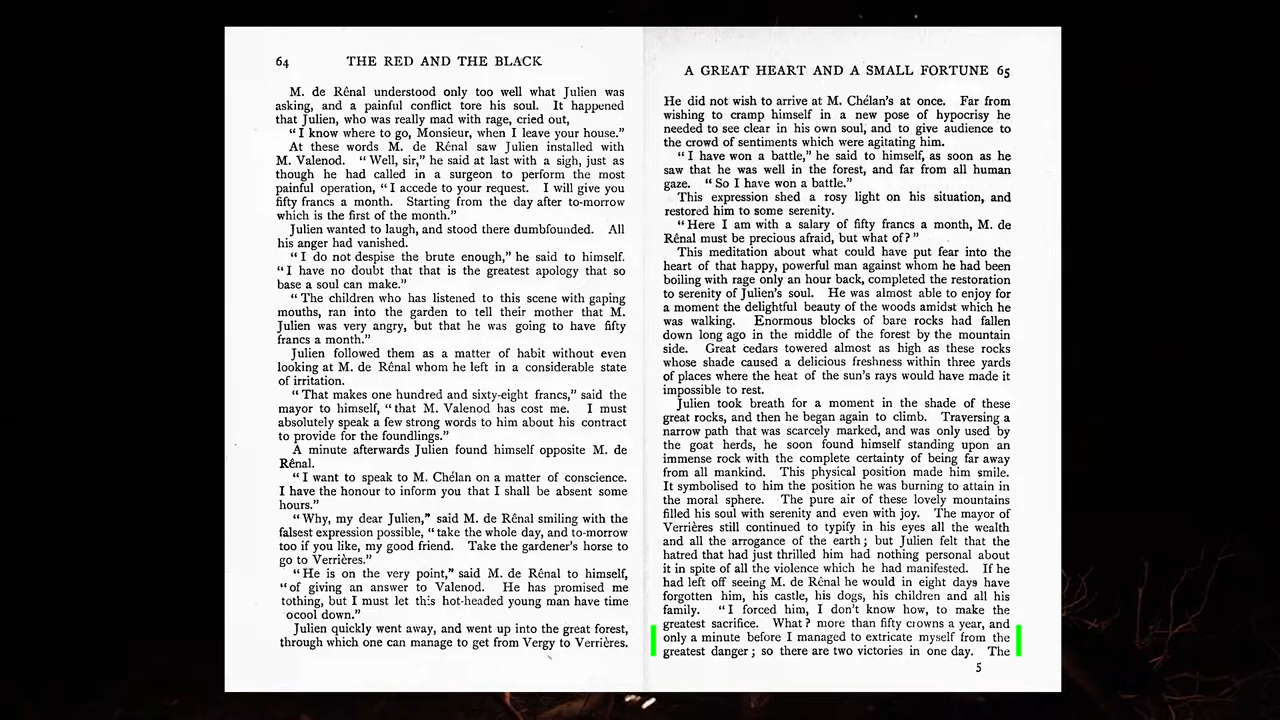 64 THE RED AND THE BLACK
M. de Rênal understood only too well what Julien was
asking, and a painful conflict tore his soul. It happened
that Julien, who was really mad with rage, cried out,
“I know where to go, Monsieur, when I leave your house.”
At these words M. de Rénal saw Julien installed with
M. Valenod. “Well, sir,” he said at last with a sigh, just as
though he had called in a surgeon to perform the most
painful operation, “I accede to your request. I will give you
fifty francs a month. Starting from the day after to-morrow
which is the first of the month.”
Julien wanted to laugh, and stood there dumbfounded. All
his anger had vanished.
“I do not despise the brute enough,” he said to himself.
“I have no doubt that that is the greatest apology that so
base a soul can make.”
“The children who has listened to this scene with gaping
mouths, ran into the garden to tell their mother that M.
Julien was very angry, but that he was going to have fifty
francs a month.”
Julien followed them as a matter of habit without even
looking at M. de Rénal whom he left in a considerable state
of irritation.
“That makes one hundred and sixty-eight francs,” said the
mayor to himself, “that M. Valenod has cost me. I must
absolutely speak a few strong words to him about his contract
to provide for the foundlings.”
A minute afterwards Julien found himself opposite M. de
Rênal.
“I want to speak to M. Chélan on a matter of conscience.
I have the honour to inform you that I shall be absent some
hours.”
“Why, my dear Julien,” said M. de Rênal smiling with the
falsest expression possible, “take the whole day, and to-morrow
too if you like, my good friend. Take the gardener's horse to
go to Verrières.”
“He is on the very point,” said M. de Rénal to himself,
“of giving an answer to Valenod. He has promised me
tothing, but I must let this hot-headed young man have time
ocool down.”
Julien quickly went away, and went up into the great forest,
through which one can manage to get from Vergy to Verrières.
A GREAT HEART AND A SMALL FORTUNE 65
He did not wish to arrive at M. Chélan's at once. Far from
wishing to cramp himself in a new pose of hypocrisy he
needed to see clear in his own soul, and to give audience to
the crowd of sentiments which were agitating him.
“I have won a battle,” he said to himself, as soon as he
saw that he was well in the forest, and far from all human
gaze. “So I have won a battle.”
This expression shed a rosy light on his situation, and
restored him to some serenity.
“Here I am with a salary of fifty francs a month, M. de
Rênal must be precious afraid, but what of?”
This meditation about what could have put fear into the
heart of that happy, powerful man against whom he had been
boiling with rage only an hour back, completed the restoration
to serenity of Julien's soul. He was almost able to enjoy for
a moment the delightful beauty of the woods amidst which he
was walking. Enormous blocks of bare rocks had fallen
down long ago in the middle of the forest by the mountain
side. Great cedars towered almost as high as these rocks
whose shade caused a delicious freshness within three yards
of places where the heat of the sun's rays would have made it
impossible to rest.
Julien took breath for a moment in the shade of these
great rocks, and then he began again to climb. Traversing a
narrow path that was scarcely marked, and was only used by
the goat herds, he soon found himself standing upon an
immense rock with the complete certainty of being far away
from all mankind. This physical position made him smile.
It symbolised to him the position he was burning to attain in
the moral sphere. The pure air of these lovely mountains
filled his soul with serenity and even with joy. The mayor of
Verrières still continued to typify in his eyes all the wealth
and all the arrogance of the earth; but Julien felt that the
hatred that had just thrilled him had nothing personal about
it in spite of all the violence which he had manifested. If he
had left off seeing M. de Rênal he would in eight days have
forgotten him, his castle, his dogs, his children and all his
family. “I forced him, I don't know how, to make the
greatest sacrifice. What? more than fifty crowns a year, and
only a minute before I managed to extricate myself from the
greatest danger; so there are two victories in one day. The
5